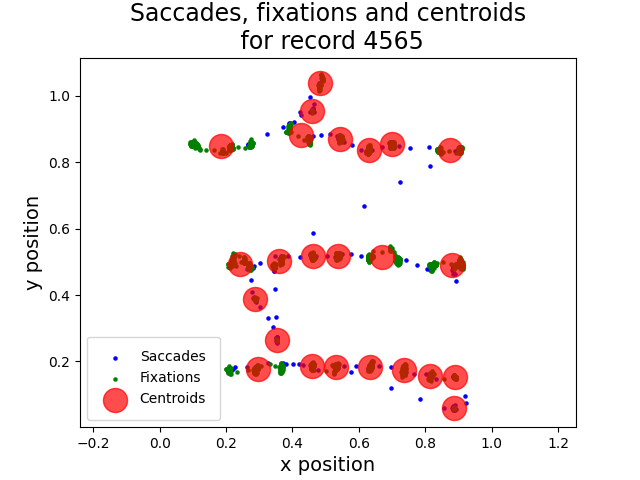 Saccades, fixations and centroids
for record 4565
y position
1.0
0.8
0.6
0.4
0.2
Saccades
Fixations
Centroids
−0.2
0.0
0.2
0.4
0.6
0.8
1.0
1.2
x position